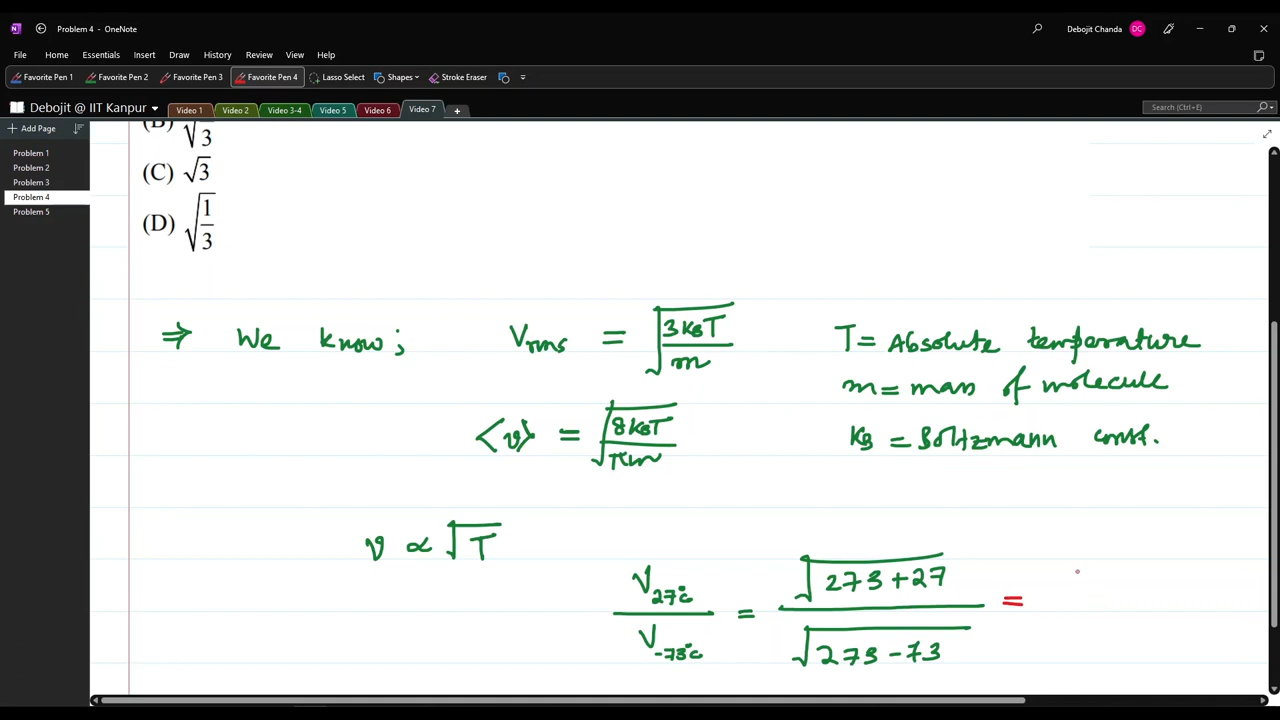 Problem 4 - OneNote
Debojit Chanda DC
File Home Essentials Insert Draw History Review View Help
Favorite Pen 1 Favorite Pen 2 Favorite Pen 3 Favorite Pen 4 Lasso Select Shapes Stroke Eraser
Debojit @ IIT Kanpur Video 1 Video 2 Video 3-4 Video 5 Video 6 Video 7 + Search (Ctrl+E)
+ Add Page
Problem 1
Problem 2
Problem 3
Problem 4
Problem 5
(B) √ 3
(C) √3
(D) √(1/3)
⇒ We know; Vrms = √(3kBT/m) T= Absolute temperature
m= mass of molecule
<v> = √(8kBT/πm) kB = Boltzmann const.
v ∝ √T
V27°c / V-73°c = √(273+27) / √(273-73) =